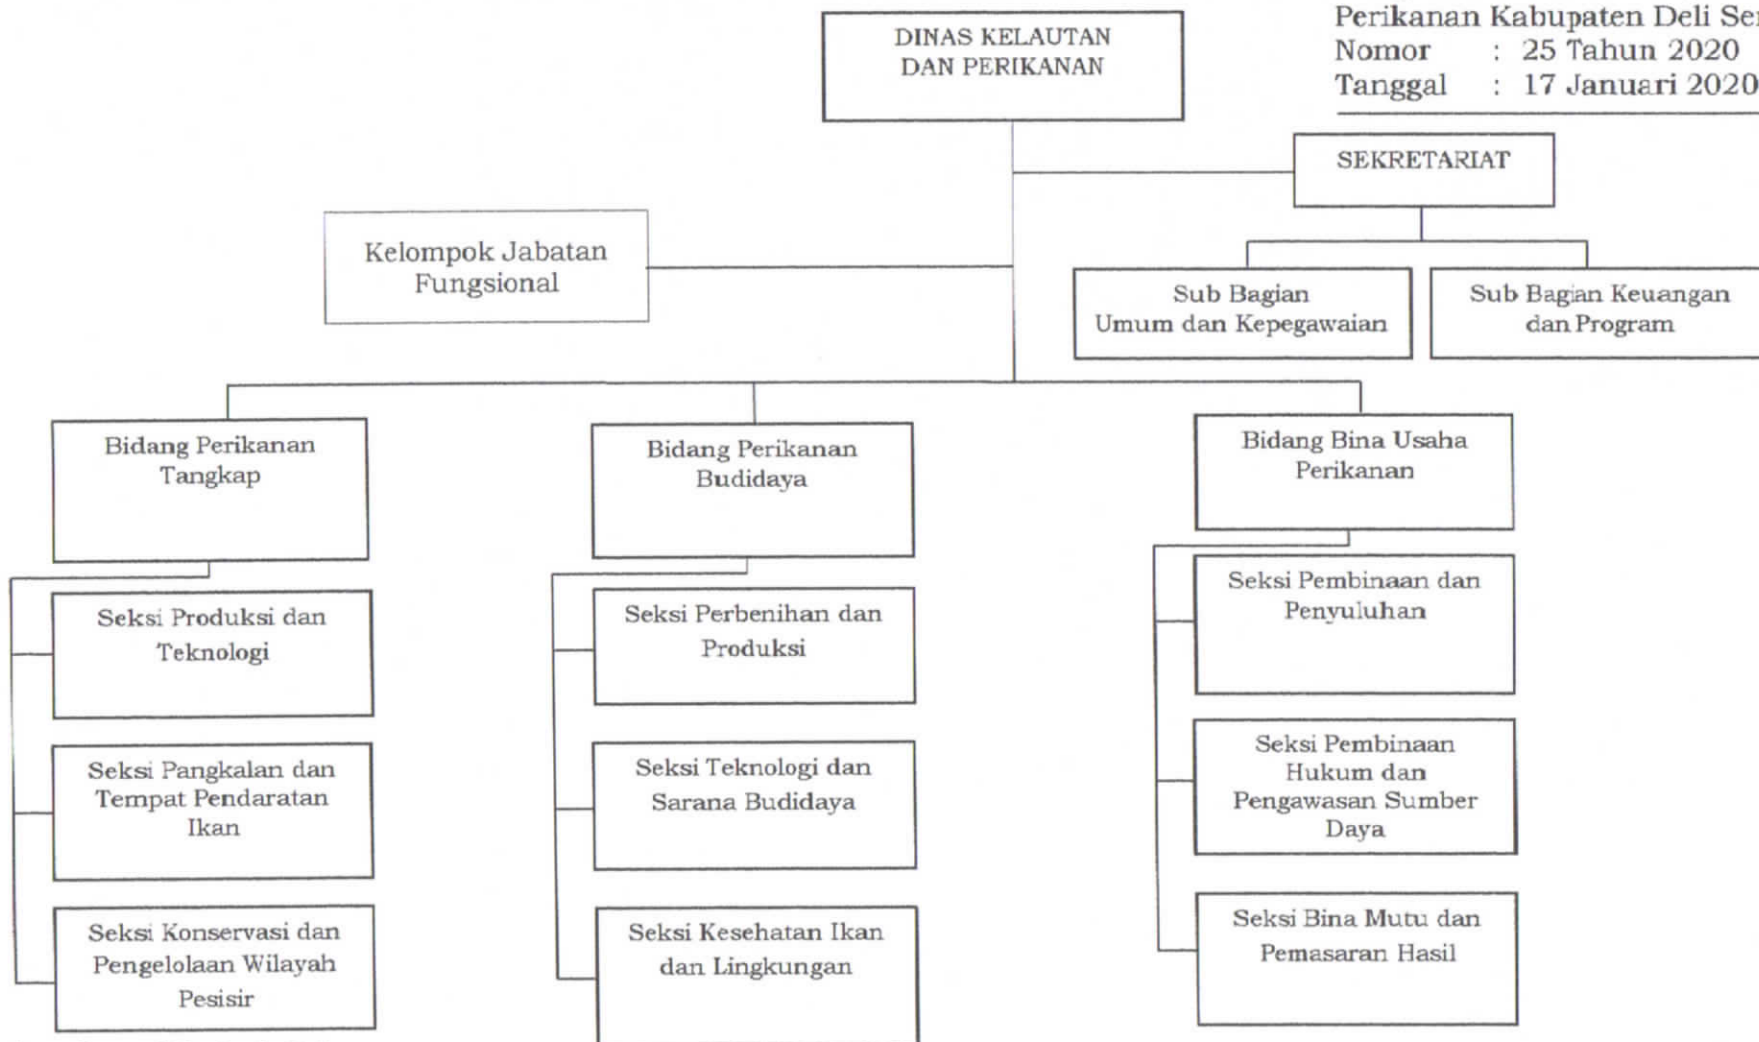 Perikanan Kabupaten Deli
Nomor : 25 Tahun 2020
Tanggal : 17 Januari 2020
DINAS KELAUTAN
DAN PERIKANAN
SEKRETARIAT
Kelompok Jabatan
Fungsional
Sub Bagian
Umum dan Kepegawaian
Sub Bagian Keuangan
dan Program
Bidang Perikanan
Tangkap
Bidang Perikanan
Budidaya
Bidang Bina Usaha
Perikanan
Seksi Produksi dan
Teknologi
Seksi Perbenihan dan
Produksi
Seksi Pembinaan dan
Penyuluhan
Seksi Pangkalan dan
Tempat Pendaratan
Ikan
Seksi Teknologi dan
Sarana Budidaya
Seksi Pembinaan
Hukum dan
Pengawasan Sumber
Daya
Seksi Konservasi dan
Pengelolaan Wilayah
Pesisir
Seksi Kesehatan Ikan
dan Lingkungan
Seksi Bina Mutu dan
Pemasaran Hasil